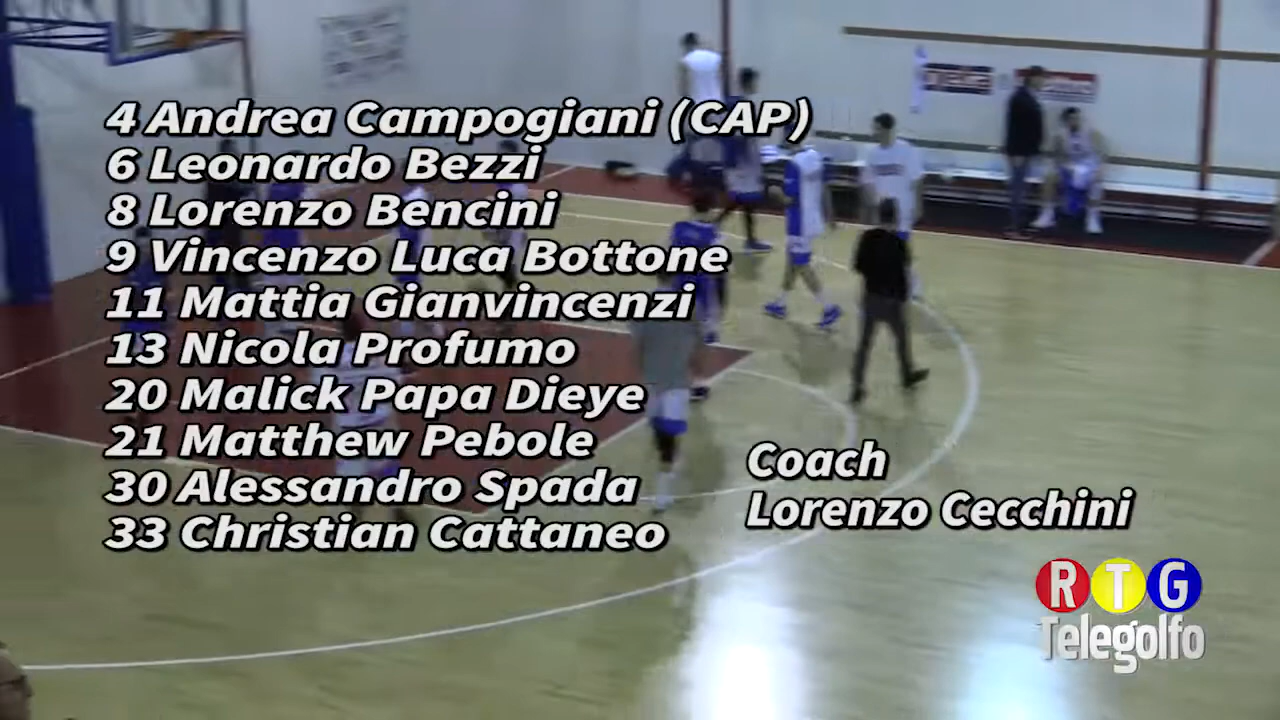 4 Andrea Campogiani (CAP)
6 Leonardo Bezzi
8 Lorenzo Bencini
9 Vincenzo Luca Bottone
11 Mattia Gianvincenzi
13 Nicola Profumo
20 Malick Papa Dieye
21 Matthew Pebole
30 Alessandro Spada
33 Christian Cattaneo
Coach
Lorenzo Cecchini
RTG
Telegolfo